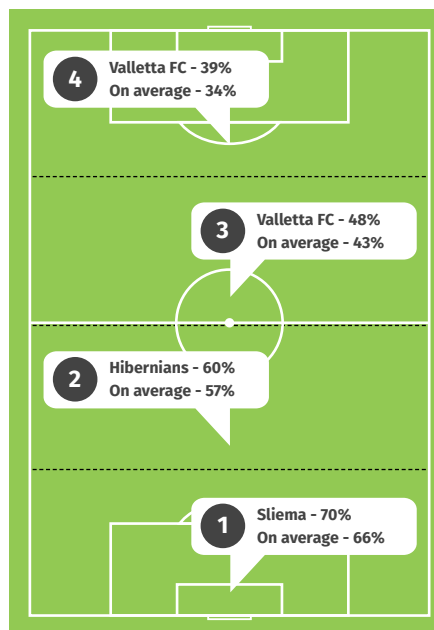 4
Valletta FC - 39%
On average - 34%
3
Valletta FC - 48%
On average - 43%
2
Hibernians - 60%
On average - 57%
1
Sliema - 70%
On average - 66%